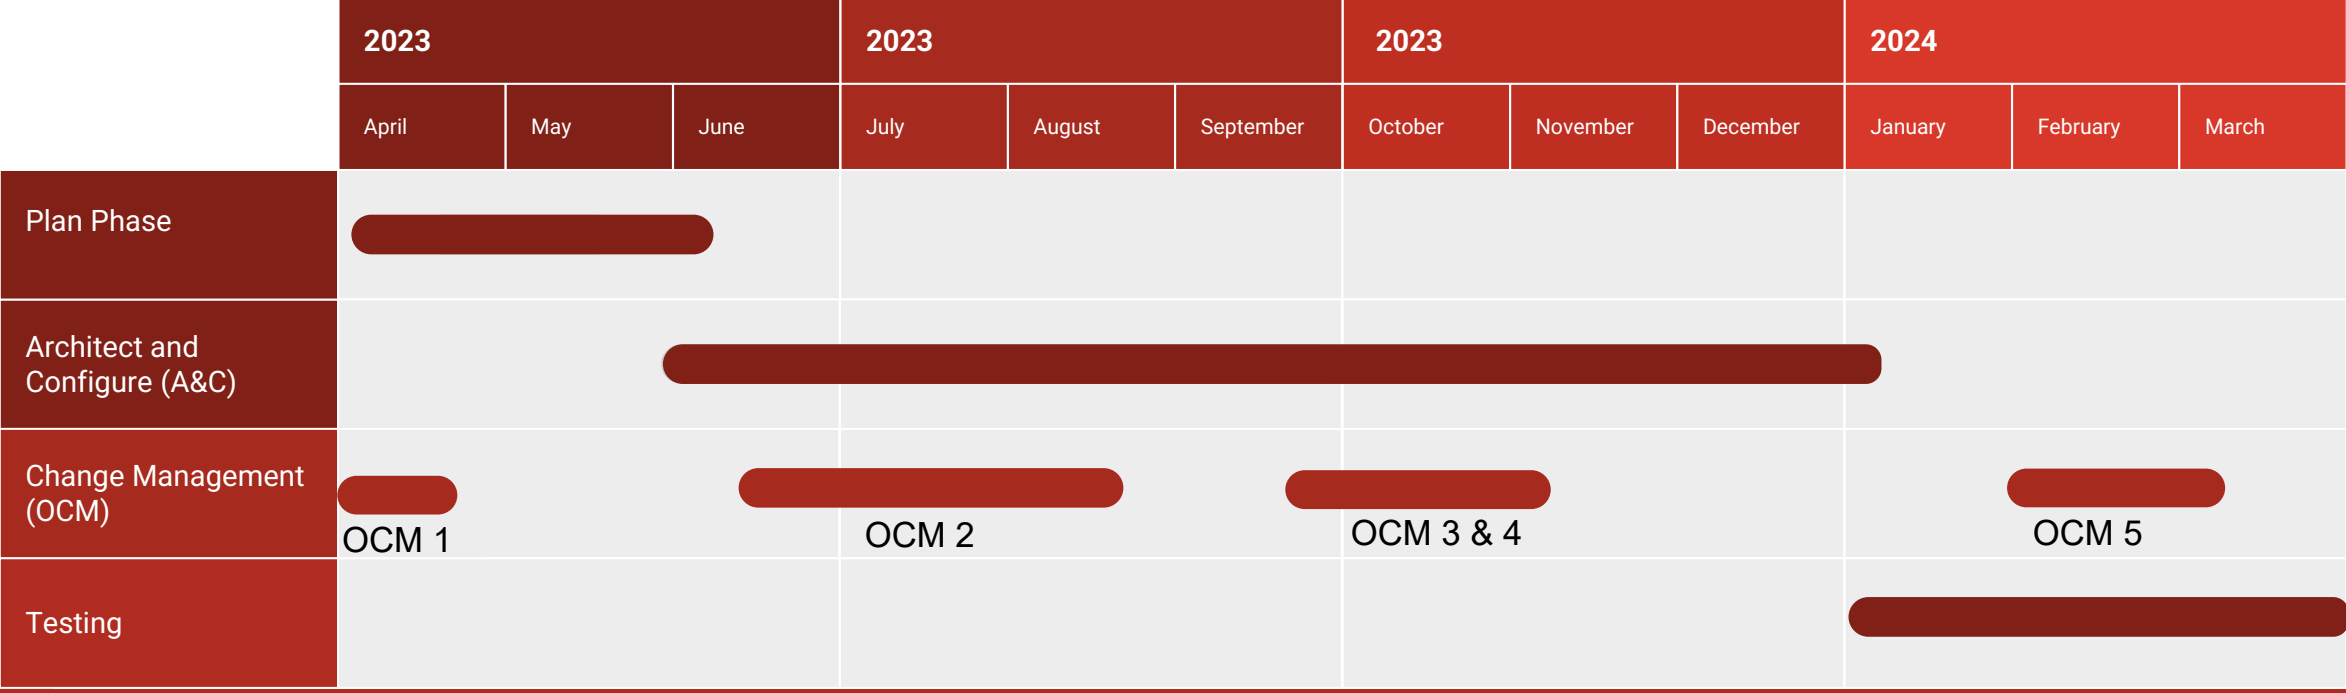 2023
2023
2023
2024
April
May
June
July
August
September
October
November
December
January
February
March
Plan Phase
Architect and
Configure (A&C)
Change Management
(OCM)
OCM 1
OCM 2
OCM 3 & 4
OCM 5
Testing